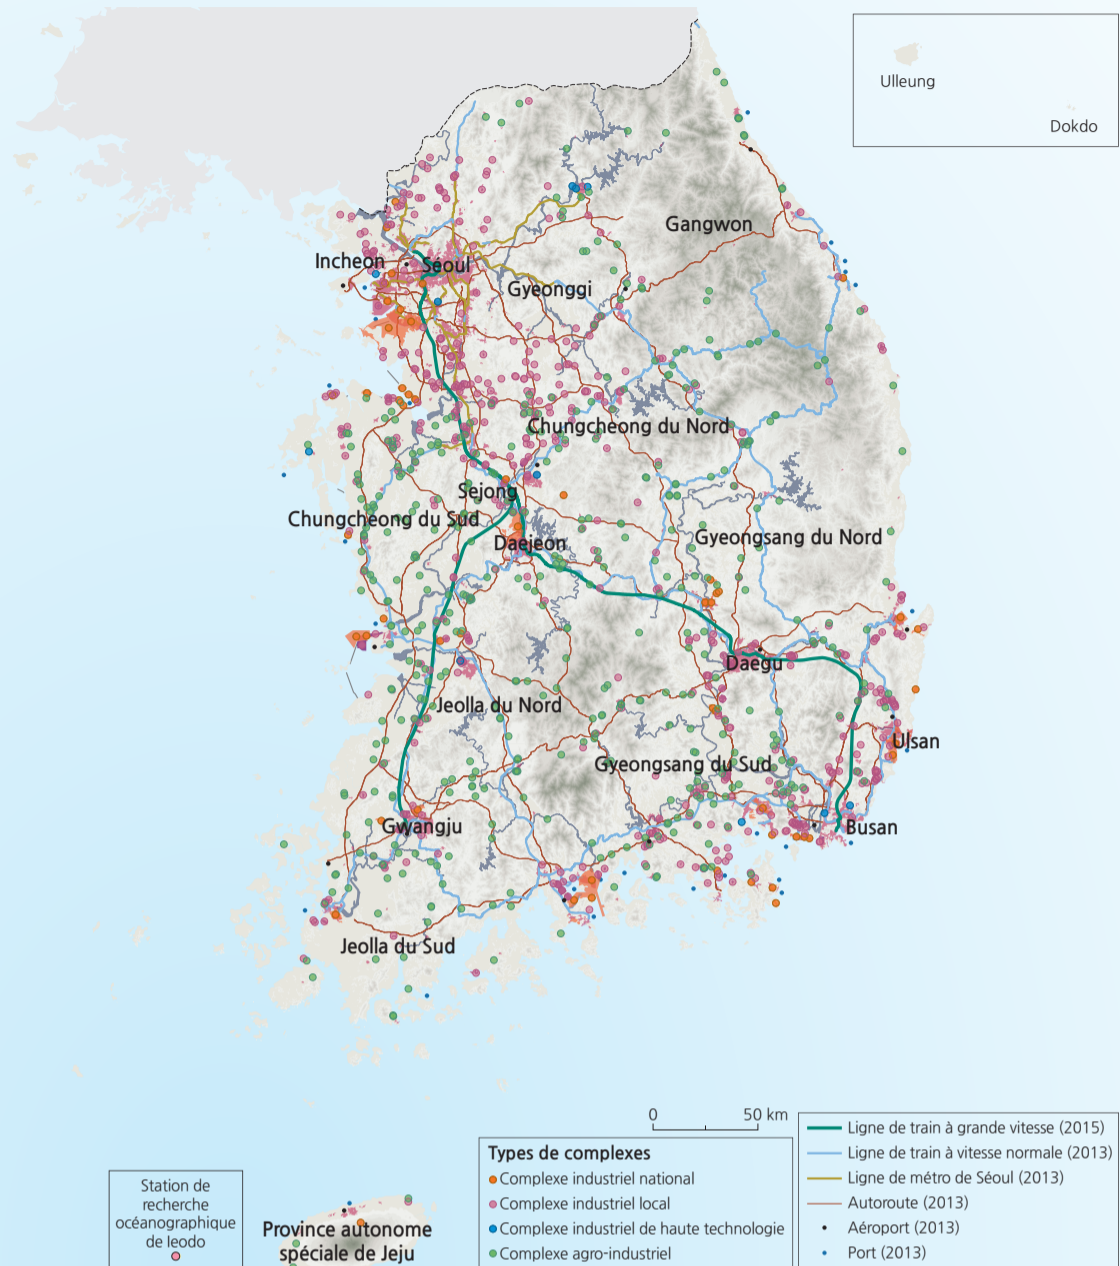 Ulleung
Dokdo
Gangwon
Incheon
Seoul
Gyeonggi
Chungcheong du Nord
Sejong
Chungcheong du Sud
Daejeon
Gyeongsang du Nord
Daegu
Jeolla du Nord
Ulsan
Gyeongsang du Sud
Gwangju
Busan
Jeolla du Sud
0 50 km
Station de
recherche
océanographique
de Ieodo
Province autonome
spéciale de Jeju
Types de complexes
Complexe industriel national
Complexe industriel local
Complexe industriel de haute technologie
Complexe agro-industriel
Ligne de train à grande vitesse (2015)
Ligne de train à vitesse normale (2013)
Ligne de métro de Séoul (2013)
Autoroute (2013)
Aéroport (2013)
Port (2013)